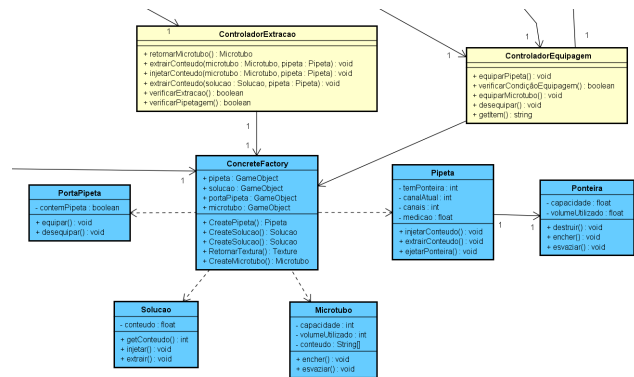 1
1
1
1
ControladorExtracao
+ retornarMicrotubo() : Microtubo
+ extrairConteudo(microtubo : Microtubo, pipeta : Pipeta) : void
+ injetarConteudo(microtubo : Microtubo, pipeta : Pipeta) : void
+ extrairConteudo(solucao : Solucao, pipeta : Pipeta) : void
+ verificarExtracao() : boolean
+ verificarPipetagem() : boolean
ControladorEquipagem
+ equiparPipeta() : void
+ verificarCondiçãoEquipagem() : boolean
+ equiparMicrotubo() : void
+ desequipar() : void
+ getItem() : string
1
1
1
1
1
ConcreteFactory
+ pipeta : GameObject
+ solucao : GameObject
+ portaPipeta : GameObject
+ microtubo : GameObject
+ CreatePipeta() : Pipeta
+ CreateSolucao() : Solucao
+ CreateSolucao() : Solucao
+ RetornarTextura() : Texture
+ CreateMicrotubo() : Microtubo
PortaPipeta
- contemPipeta : boolean
+ equipar() : void
+ desequipar() : void
Pipeta
- temPonteira : int
- canalAtual : int
- canais : int
- medicao : float
+ injetarConteudo() : void
+ extrairConteudo() : void
+ ejetarPonteira() : void
1
1
Ponteira
- capacidade : float
- volumeUtilizado : float
+ destruir() : void
+ encher() : void
+ esvaziar() : void
Solucao
- conteudo : float
+ getConteudo() : int
+ injetar() : void
+ extrair() : void
Microtubo
- capacidade : int
- volumeUtilizado : int
- conteudo : String[]
+ encher() : void
+ esvaziar() : void